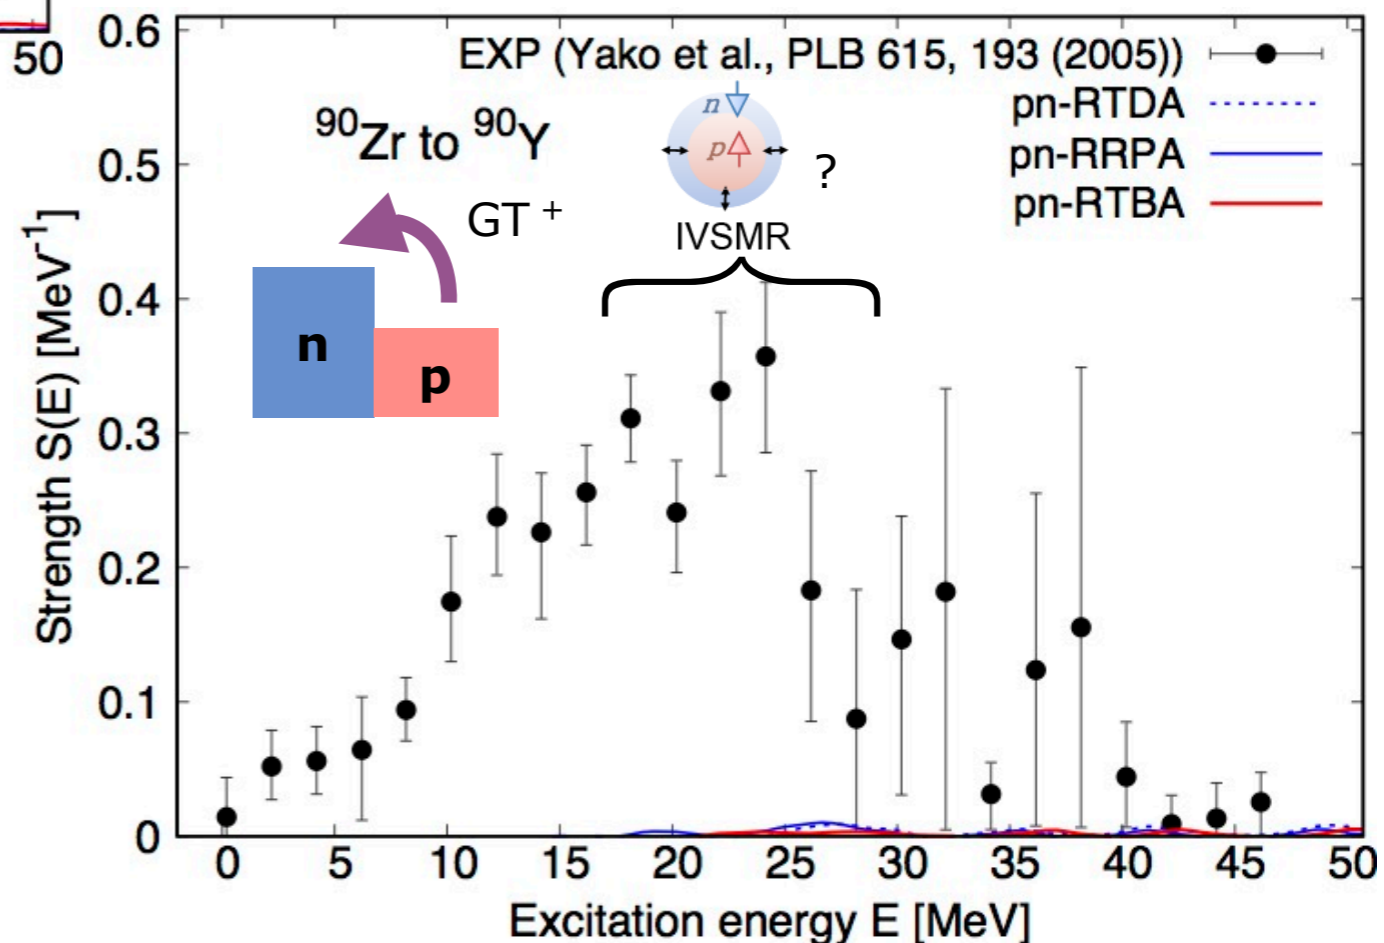 50
0.6
0.5
0.4
0.3
0.2
0.1
0
Strength S(E) [MeV⁻¹]
EXP (Yako et al., PLB 615, 193 (2005))
pn-RTDA
pn-RRPA
pn-RTBA
⁹⁰Zr to ⁹⁰Y
GT ⁺
n
p
n
p
?
IVSMR
0 5 10 15 20 25 30 35 40 45 50
Excitation energy E [MeV]